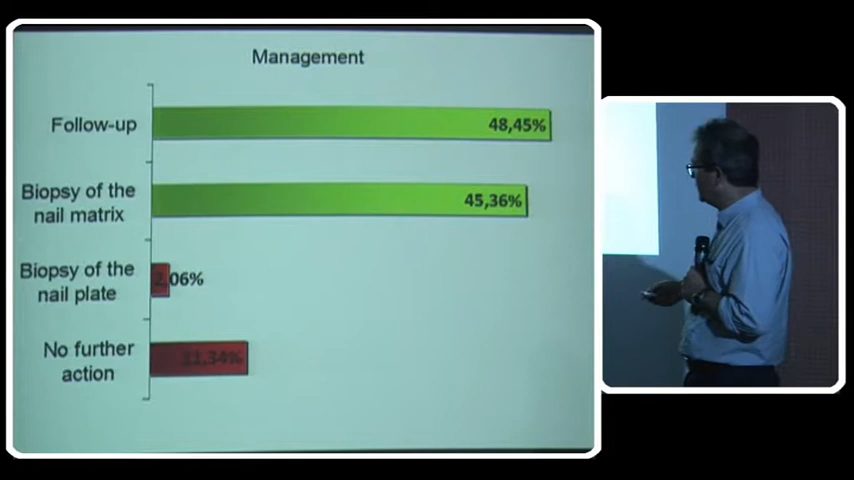 Management
Follow-up
48,45%
Biopsy of the
nail matrix
45,36%
Biopsy of the
nail plate
2,06%
No further
action
11,34%